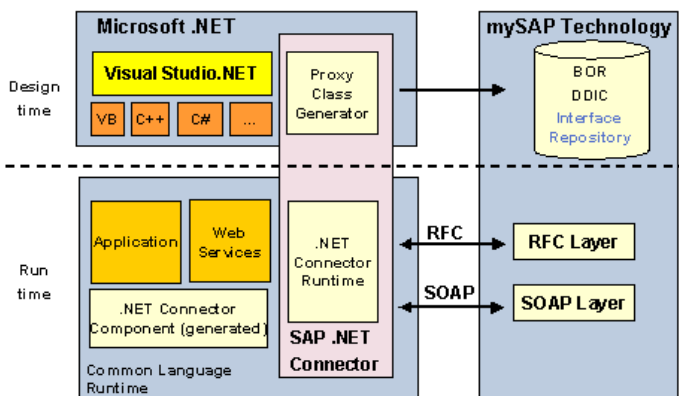 Microsoft .NET
mySAP Technology
Design
time
Visual Studio.NET
VB
C++
C#
...
Proxy
Class
Generator
BOR
DDIC
Interface
Repository
Run
time
Application
Web
Services
.NET Connector
Component (generated)
Common Language
Runtime
.NET
Connector
Runtime
SAP .NET
Connector
RFC
SOAP
RFC Layer
SOAP Layer